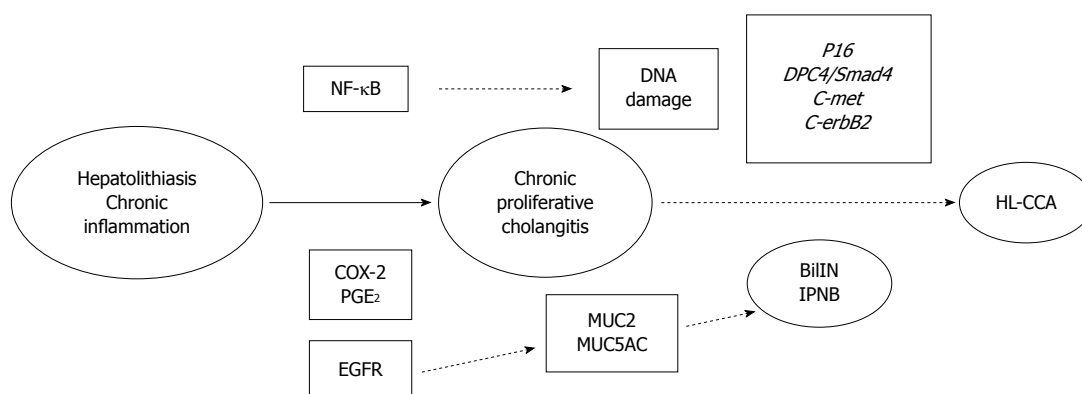 NF-κB
DNA
damage
P16
DPC4/Smad4
C-met
C-erbB2
Hepatolithiasis
Chronic
inflammation
Chronic
proliferative
cholangitis
HL-CCA
COX-2
PGE2
BilIN
IPNB
MUC2
MUC5AC
EGFR